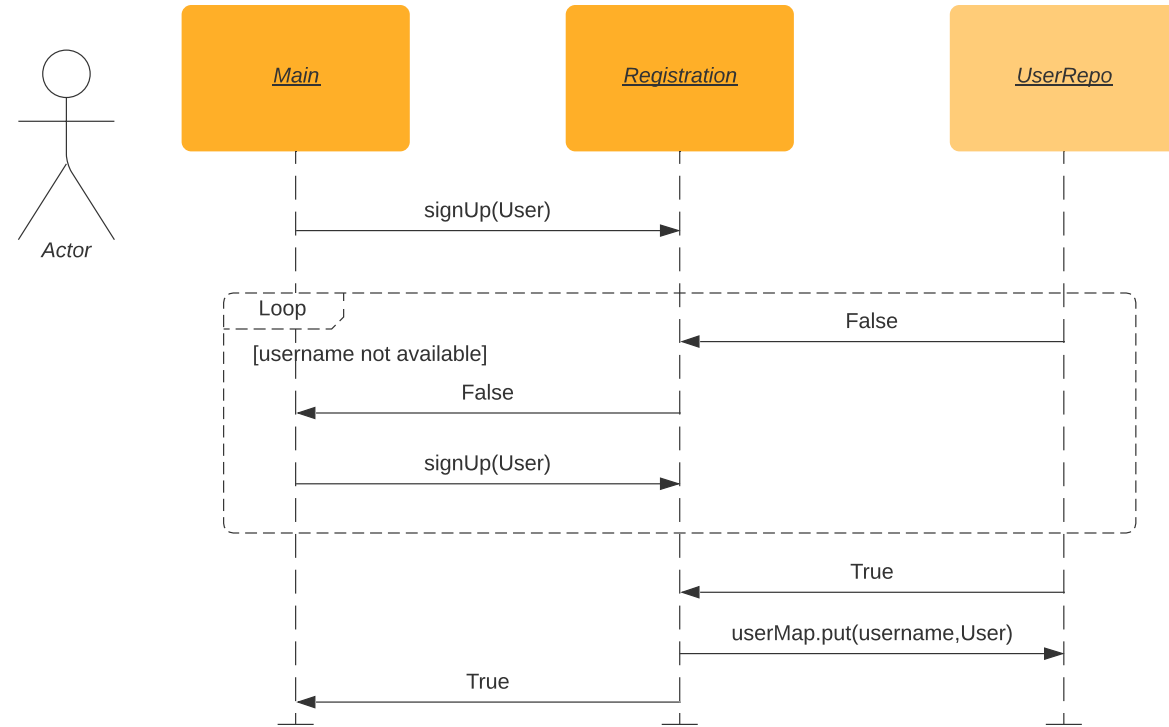 Main
Registration
UserRepo
Actor
signUp(User)
Loop
False
[username not available]
False
signUp(User)
True
userMap.put(username,User)
True